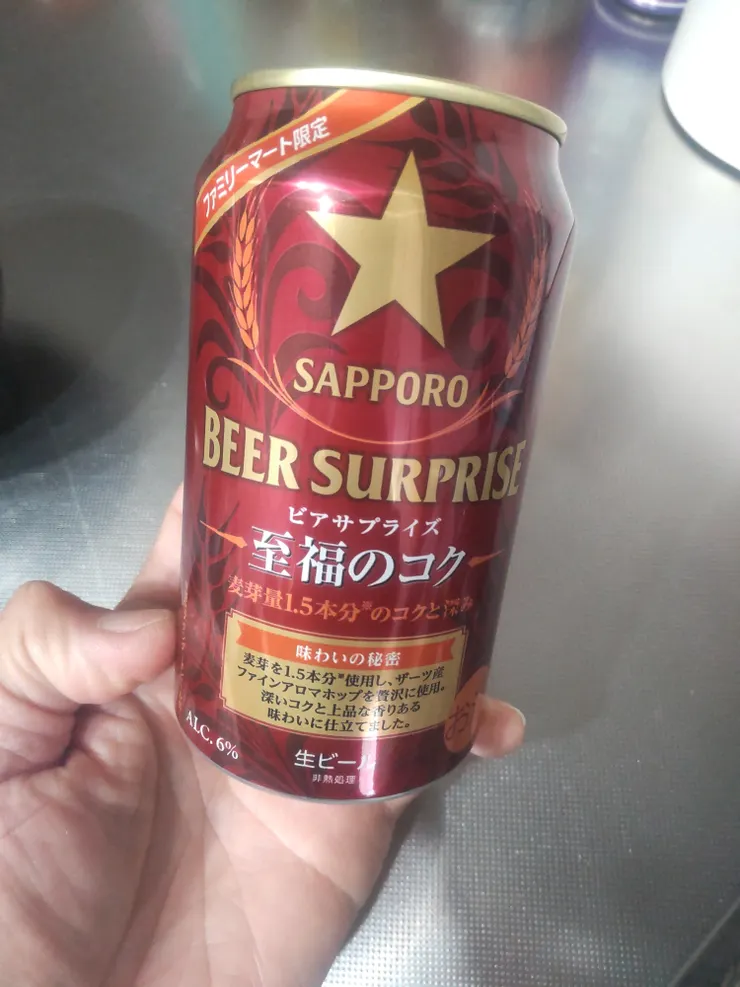 ファミリーマート限定
SAPPORO
BEER SURPRISE
ビアサプライズ
至福のコク
麦芽量1.5本分※のコクと深み
味わいの秘密
麦芽を1.5本分※使用し、ザーツ産
ファインアロマホップを贅沢に使用。
深いコクと上品な香りある
味わいに仕立てました。
ALC. 6%
生ビール
非熱処理